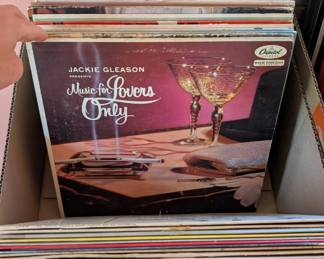 JACKIE GLEASON
PRESENTS
Music for Lovers
Only
Capitol